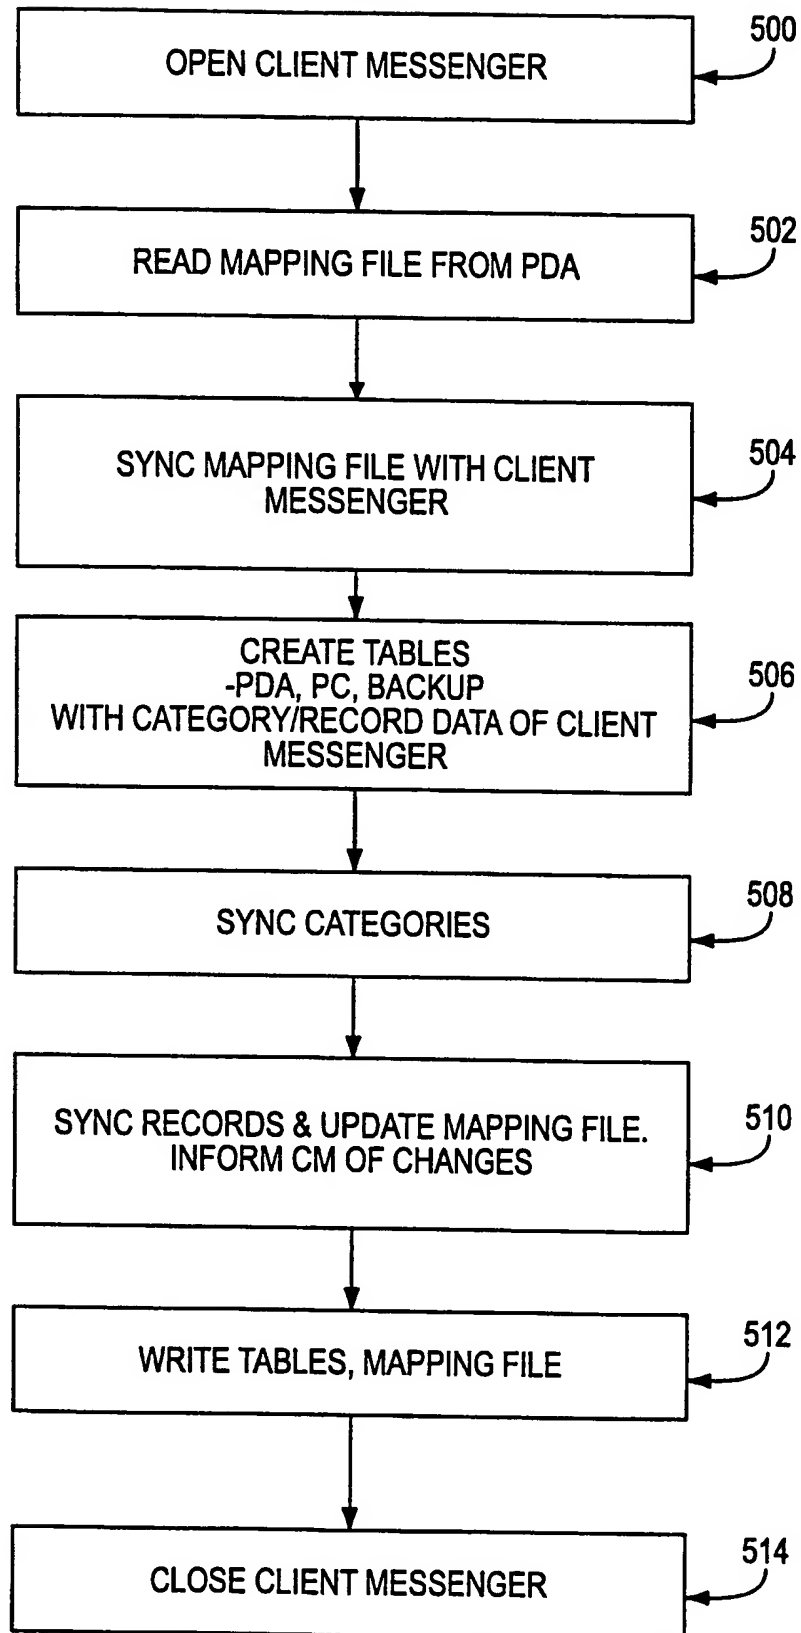 500
OPEN CLIENT MESSENGER
502
READ MAPPING FILE FROM PDA
504
SYNC MAPPING FILE WITH CLIENT
MESSENGER
506
CREATE TABLES
-PDA, PC, BACKUP
WITH CATEGORY/RECORD DATA OF CLIENT
MESSENGER
508
SYNC CATEGORIES
510
SYNC RECORDS & UPDATE MAPPING FILE.
INFORM CM OF CHANGES
512
WRITE TABLES, MAPPING FILE
514
CLOSE CLIENT MESSENGER